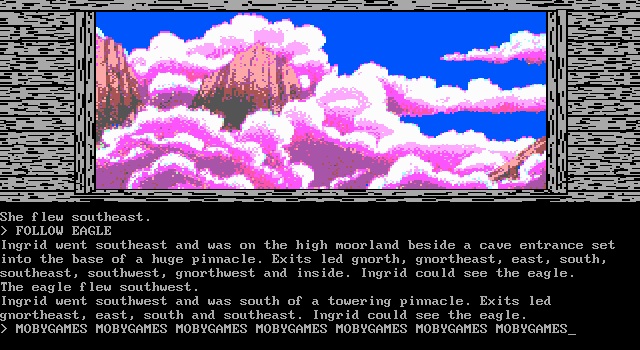 She flew southeast.
> FOLLOW EAGLE
Ingrid went southeast and was on the high moorland beside a cave entrance set
into the base of a huge pinnacle. Exits led gnorth, gnortheast, east, south,
southeast, southwest, gnorthwest and inside. Ingrid could see the eagle.
The eagle flew southwest.
Ingrid went southwest and was south of a towering pinnacle. Exits led
gnortheast, east, south and southeast. Ingrid could see the eagle.
> MOBYGAMES MOBYGAMES MOBYGAMES MOBYGAMES MOBYGAMES MOBYGAMES MOBYGAMES_